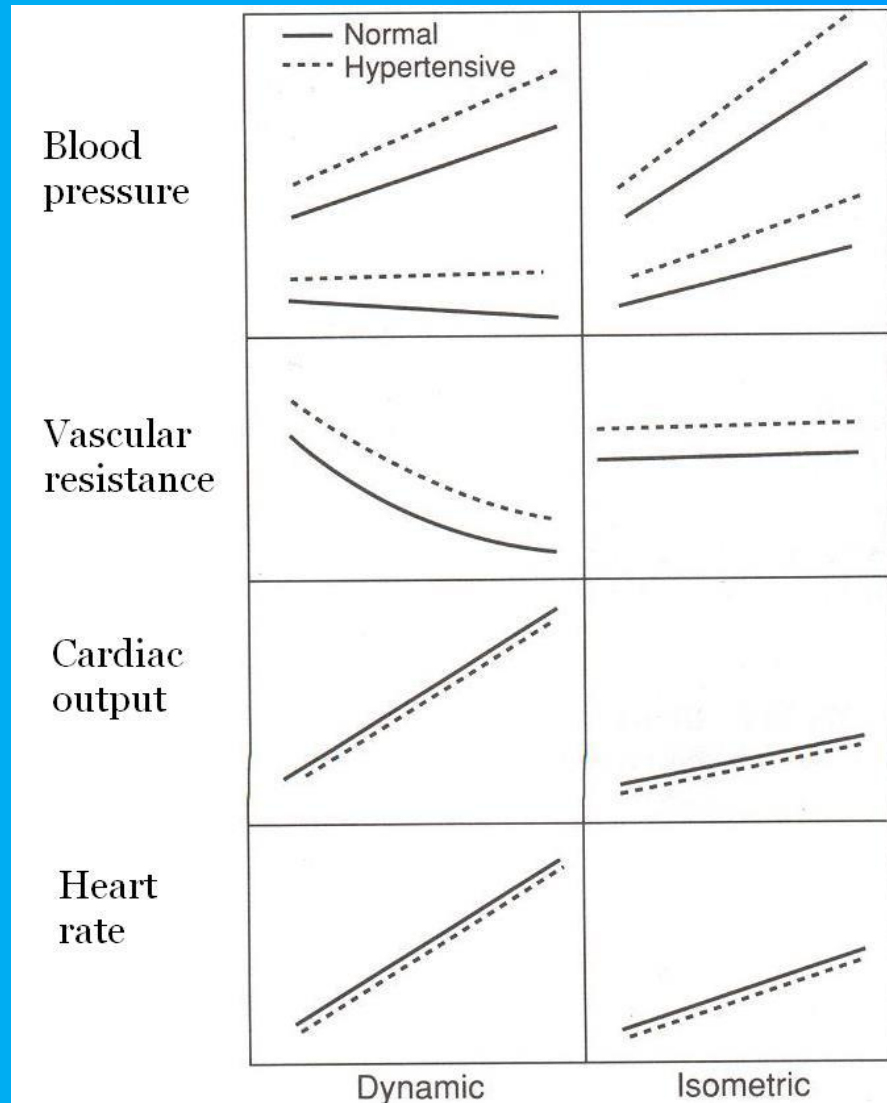 Normal
Hypertensive
Blood
pressure
Vascular
resistance
Cardiac
output
Heart
rate
Dynamic
Isometric